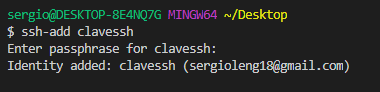 sergio@DESKTOP-8E4NQ7G MINGW64 ~/Desktop
$ ssh-add clavessh
Enter passphrase for clavessh:
Identity added: clavessh (sergioleng18@gmail.com)